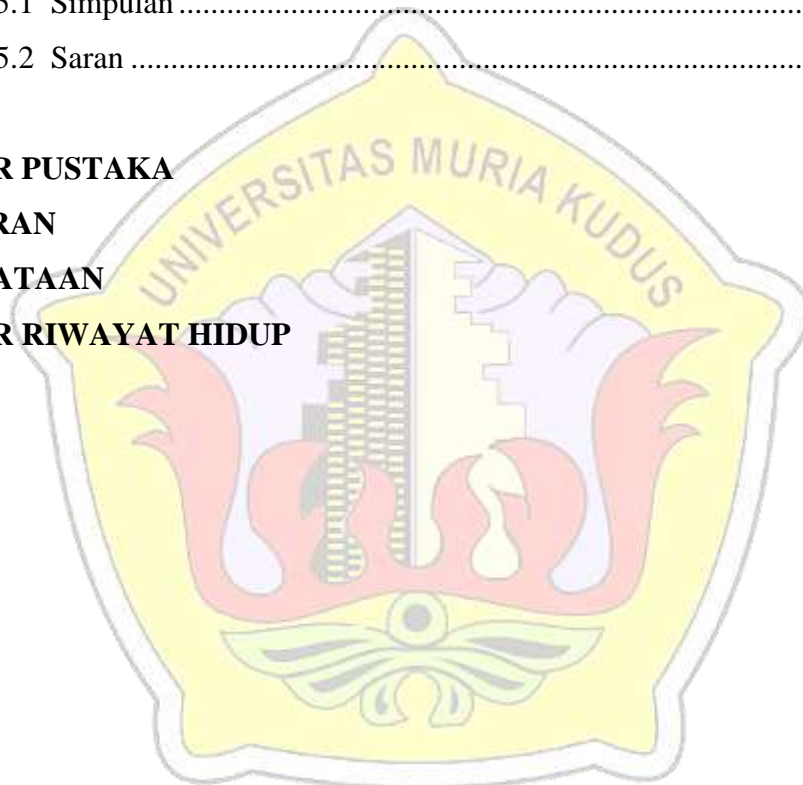 5.1 Simpulan ................................................................................
5.2 Saran ......................................................................................
R PUSTAKA
RAN
ATAAN
R RIWAYAT HIDUP
UNIVERSITAS MURIA KUDUS